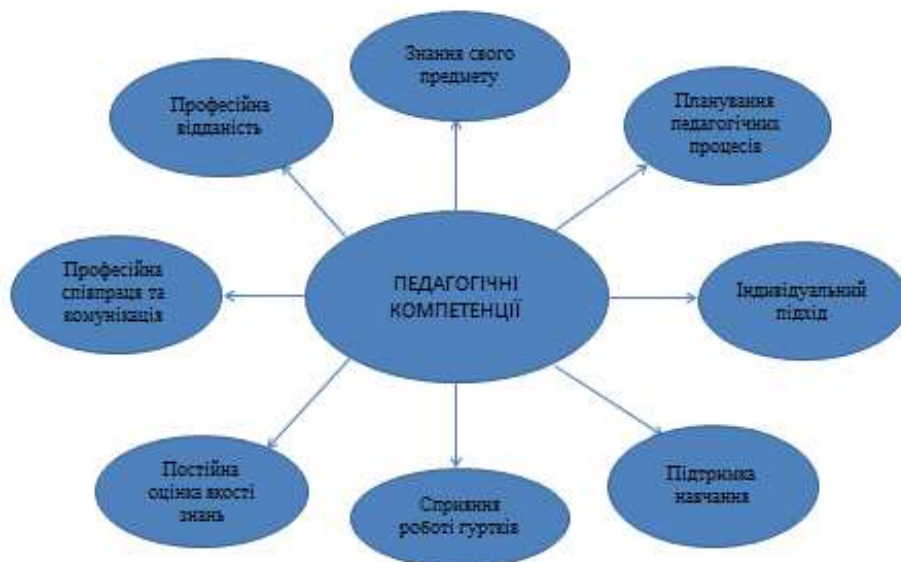 Знання свого
предмету
Професійна
відданість
Планування
педагогічних
процесів
Професійна
співпраця та
комунікація
ПЕДАГОГІЧНІ
КОМПЕТЕНЦІЇ
Індивідуальний
підхід
Постійна
оцінка якості
знань
Сприяння
роботі гуртків
Підтримка
навчання